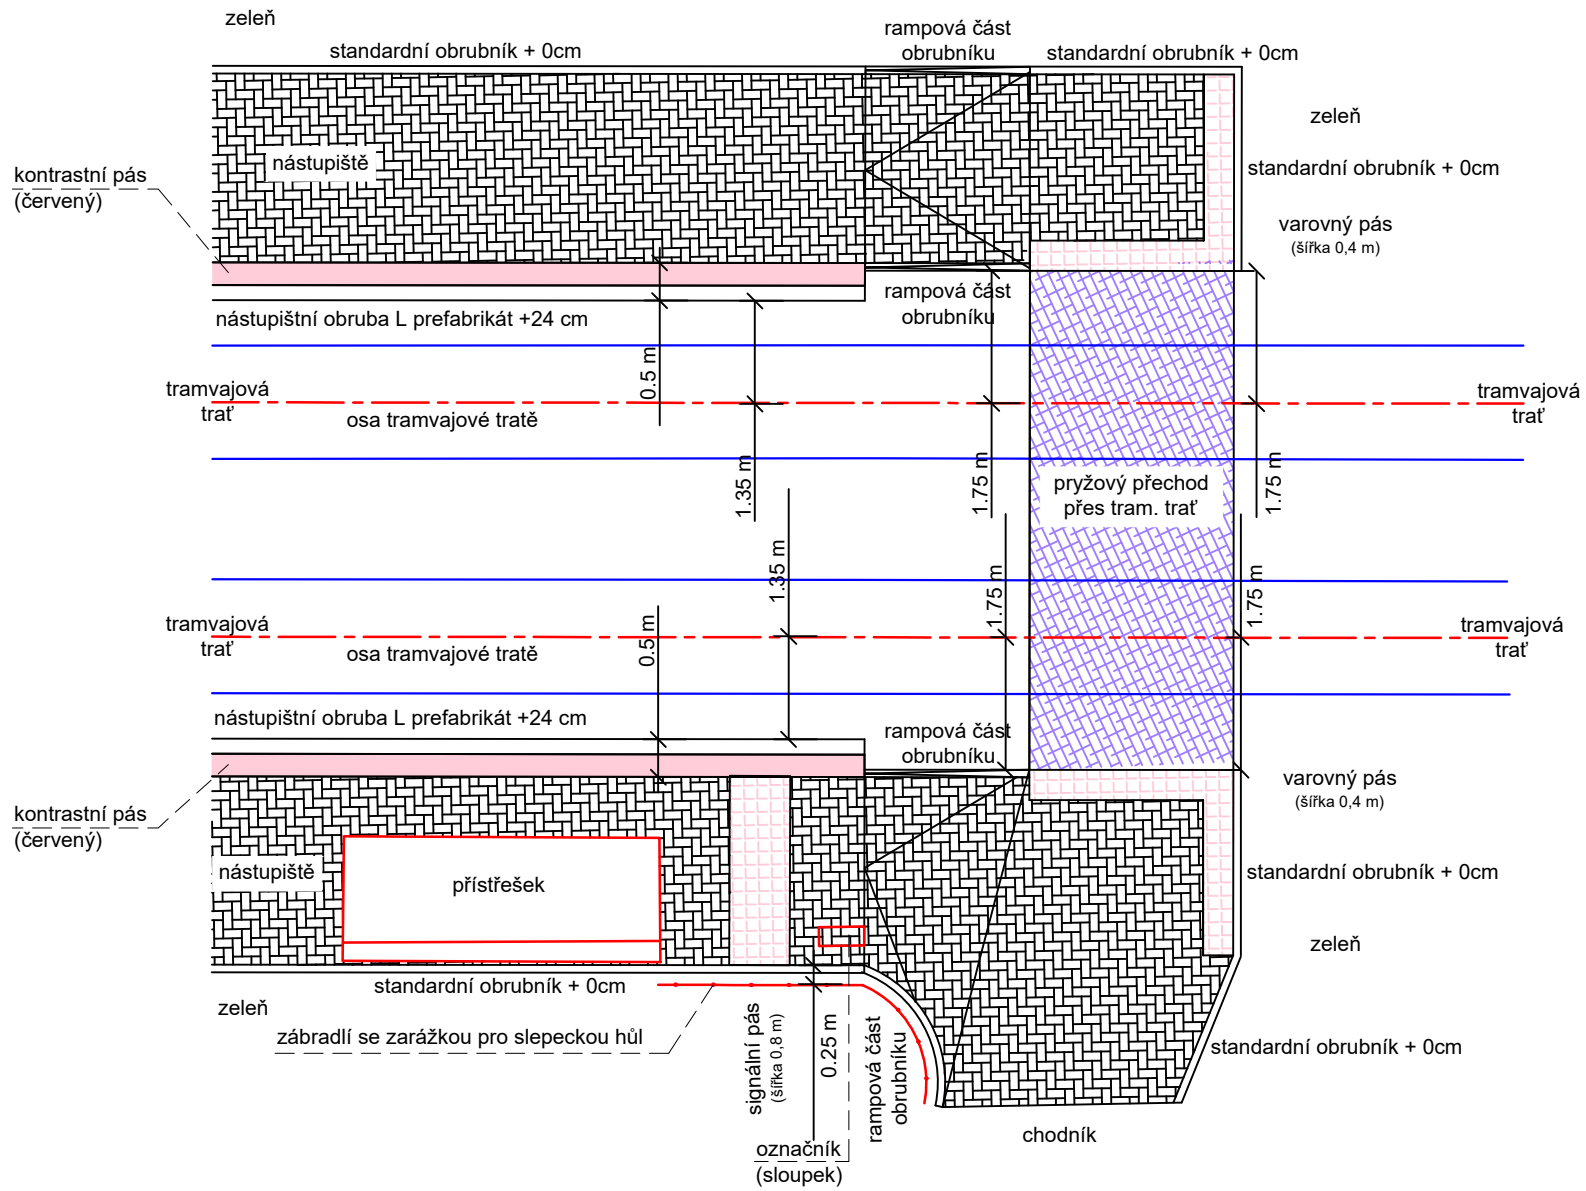 zeleň
standardní obrubník + 0cm
rampová část
obrubníku
standardní obrubník + 0cm
zeleň
nástupiště
kontrastní pás
(červený)
standardní obrubník + 0cm
varovný pás
(šířka 0,4 m)
rampová část
obrubníku
nástupištní obruba L prefabrikát +24 cm
0.5 m
tramvajová
trať
osa tramvajové tratě
tramvajová
trať
1.35 m
1.75 m
1.75 m
pryžový přechod
přes tram. trať
1.35 m
1.75 m
1.75 m
tramvajová
trať
osa tramvajové tratě
0.5 m
tramvajová
trať
nástupištní obruba L prefabrikát +24 cm
rampová část
obrubníku
varovný pás
(šířka 0,4 m)
kontrastní pás
(červený)
nástupiště
přístřešek
standardní obrubník + 0cm
zeleň
standardní obrubník + 0cm
zeleň
zábradlí se zarážkou pro slepeckou hůl
signální pás
(šířka 0,8 m)
0.25 m
rampová část
obrubníku
standardní obrubník + 0cm
chodník
označník
(sloupek)